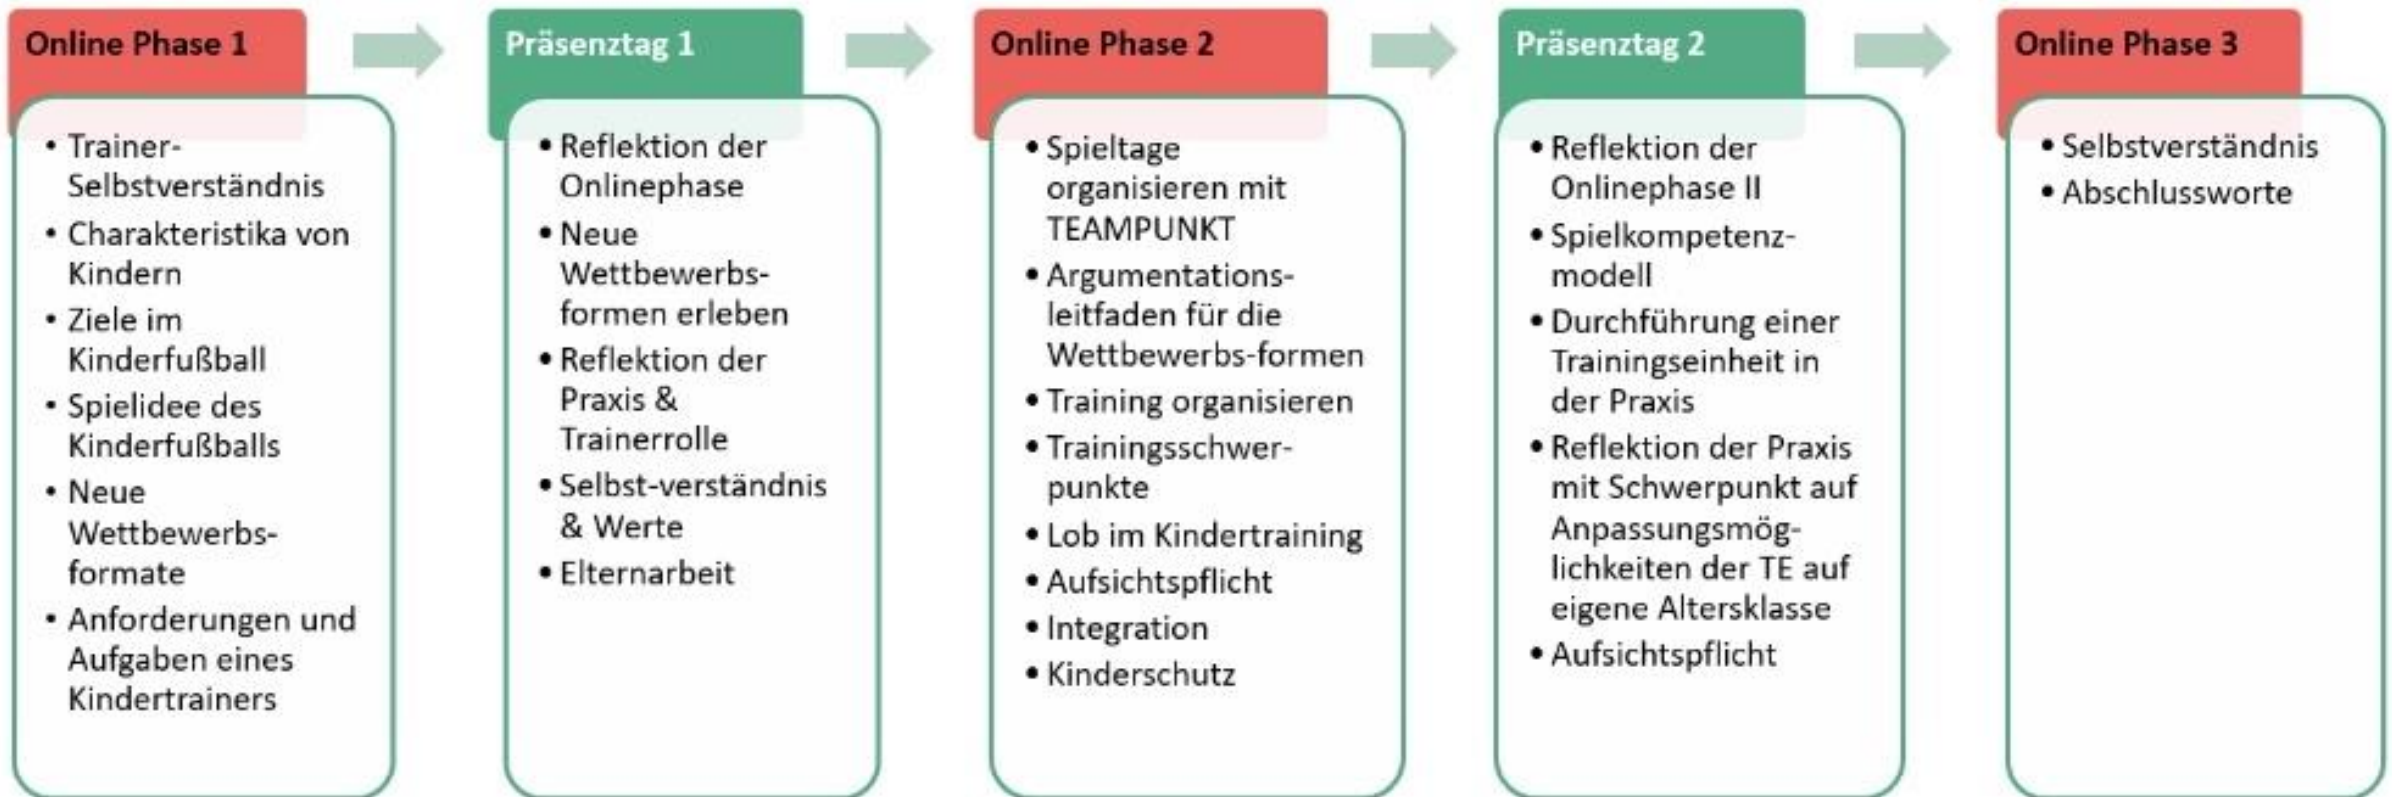 Online Phase 1
• Trainer-
Selbstverständnis
• Charakteristika von
Kindern
• Ziele im
Kinderfußball
• Spielidee des
Kinderfußballs
• Neue
Wettbewerbs-
formate
• Anforderungen und
Aufgaben eines
Kindertrainers
Präsenztag 1
• Reflektion der
Onlinephase
• Neue
Wettbewerbs-
formen erleben
• Reflektion der
Praxis &
Trainerrolle
• Selbst-verständnis
& Werte
• Elternarbeit
Online Phase 2
• Spieltage
organisieren mit
TEAMPUNKT
• Argumentations-
leitfaden für die
Wettbewerbs-formen
• Training organisieren
• Trainingsschwer-
punkte
• Lob im Kindertraining
• Aufsichtspflicht
• Integration
• Kinderschutz
Präsenztag 2
• Reflektion der
Onlinephase II
• Spielkompetenz-
modell
• Durchführung einer
Trainingseinheit in
der Praxis
• Reflektion der Praxis
mit Schwerpunkt auf
Anpassungsmög-
lichkeiten der TE auf
eigene Altersklasse
• Aufsichtspflicht
Online Phase 3
• Selbstverständnis
• Abschlussworte